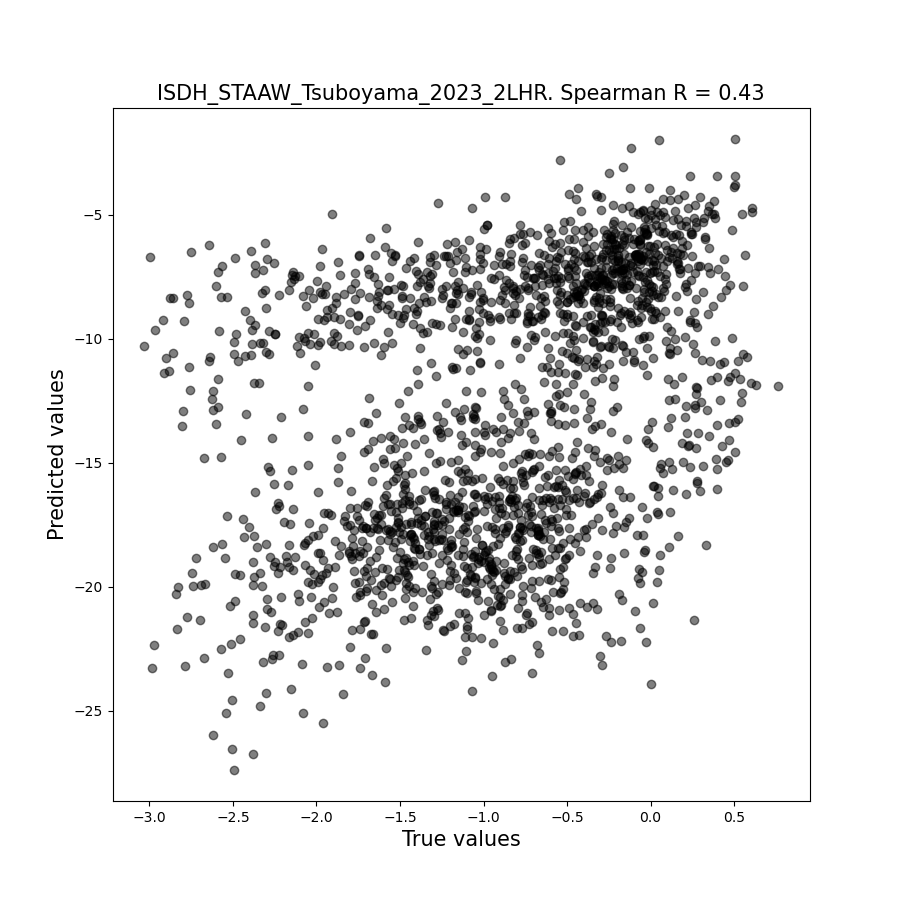 ISDH_STAAW_Tsuboyama_2023_2LHR. Spearman R = 0.43
Predicted values
−5
−10
−15
−20
−25
−3.0 −2.5 −2.0 −1.5 −1.0 −0.5 0.0 0.5
True values